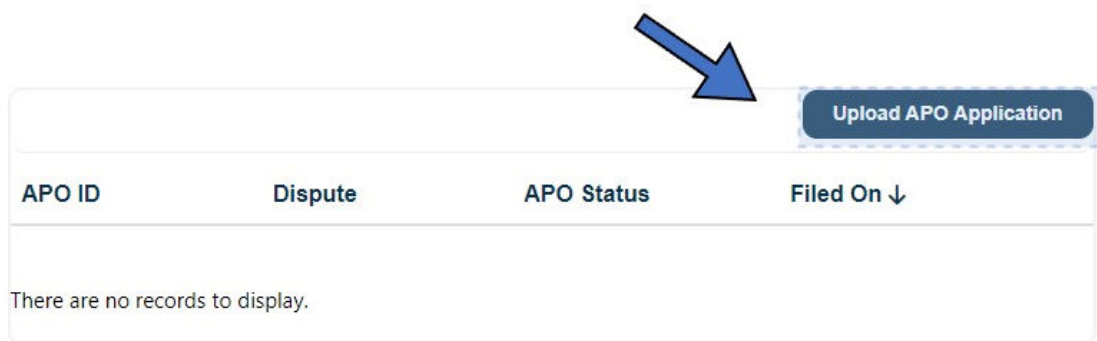 Upload APO Application
APO ID Dispute APO Status Filed On ↓
There are no records to display.